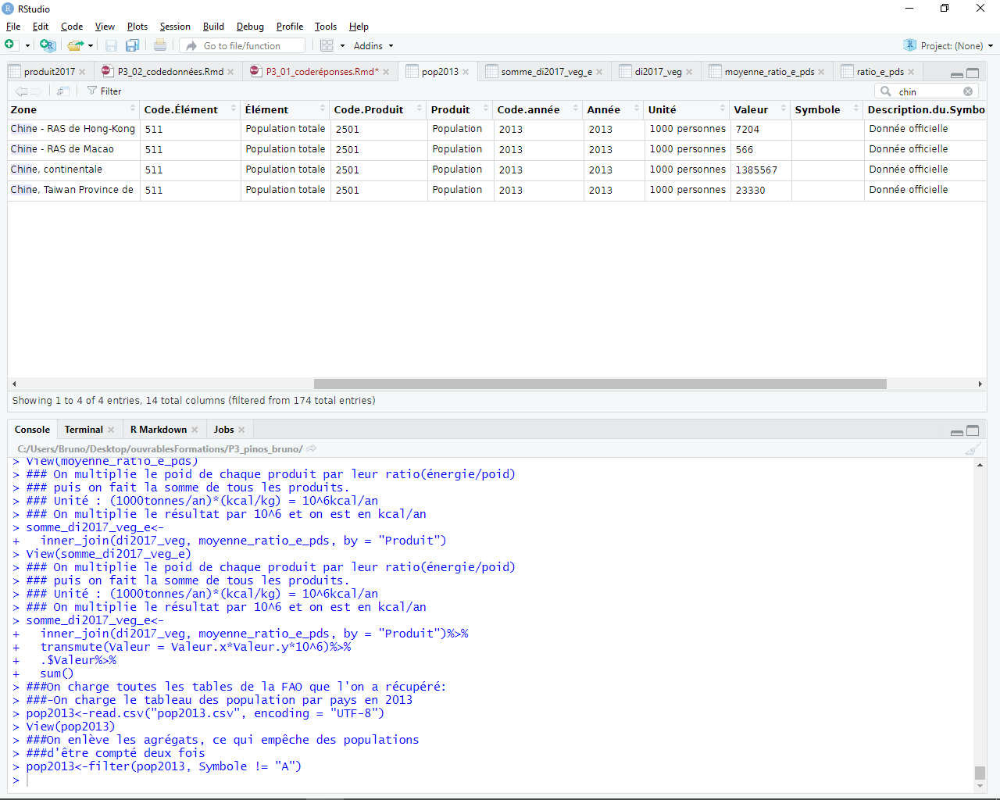 RStudio
File Edit Code View Plots Session Build Debug Profile Tools Help
Go to file/function Addins Project: (None)
produit2017 P3_02_codedonnées.Rmd P3_01_coderéponses.Rmd* pop2013 somme_di2017_veg_e di2017_veg moyenne_ratio_e_pds ratio_e_pds
Filter chin
Zone Code.Élément Élément Code.Produit Produit Code.année Année Unité Valeur Symbole Description.du.Symbo
Chine - RAS de Hong-Kong 511 Population totale 2501 Population 2013 2013 1000 personnes 7204 Donnée officielle
Chine - RAS de Macao 511 Population totale 2501 Population 2013 2013 1000 personnes 566 Donnée officielle
Chine, continentale 511 Population totale 2501 Population 2013 2013 1000 personnes 1385567 Donnée officielle
Chine, Taiwan Province de 511 Population totale 2501 Population 2013 2013 1000 personnes 23330 Donnée officielle
Showing 1 to 4 of 4 entries, 14 total columns (filtered from 174 total entries)
Console Terminal R Markdown Jobs
C:/Users/Bruno/Desktop/ouvrablesFormations/P3_pinos_bruno/
> View(moyenne_ratio_e_pds)
> ### On multiplie le poid de chaque produit par leur ratio(énergie/poid)
> ### puis on fait la somme de tous les produits.
> ### Unité : (1000tonnes/an)*(kcal/kg) = 10^6kcal/an
> ### On multiplie le résultat par 10^6 et on est en kcal/an
> somme_di2017_veg_e<-
+   inner_join(di2017_veg, moyenne_ratio_e_pds, by = "Produit")
> View(somme_di2017_veg_e)
> ### On multiplie le poid de chaque produit par leur ratio(énergie/poid)
> ### puis on fait la somme de tous les produits.
> ### Unité : (1000tonnes/an)*(kcal/kg) = 10^6kcal/an
> ### On multiplie le résultat par 10^6 et on est en kcal/an
> somme_di2017_veg_e<-
+   inner_join(di2017_veg, moyenne_ratio_e_pds, by = "Produit")%>%
+   transmute(Valeur = Valeur.x*Valeur.y*10^6)%>%
+   .$Valeur%>%
+   sum()
> ###On charge toutes les tables de la FAO que l'on a récupéré:
> ###-On charge le tableau des population par pays en 2013
> pop2013<-read.csv("pop2013.csv", encoding = "UTF-8")
> View(pop2013)
> ###On enlève les agrégats, ce qui empêche des populations
> ###d'être compté deux fois
> pop2013<-filter(pop2013, Symbole != "A")
>